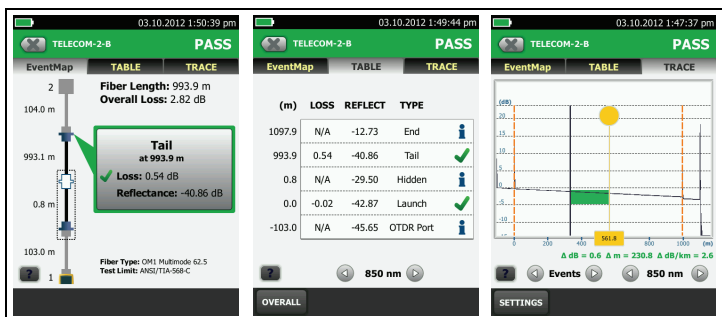 03.10.2012 1:50:39 pm
TELECOM-2-B PASS
EventMap TABLE TRACE
2
Fiber Length: 993.9 m
Overall Loss: 2.82 dB
104.0 m
Tail
at 993.9 m
993.1 m
Loss: 0.54 dB
Reflectance: -40.86 dB
0.8 m
103.0 m
Fiber Type: OM1 Multimode 62.5
Test Limit: ANSI/TIA-568-C
? 1
03.10.2012 1:49:44 pm
TELECOM-2-B PASS
EventMap TABLE TRACE
(m) LOSS REFLECT TYPE
1097.9 N/A -12.73 End
993.9 0.54 -40.86 Tail
0.8 N/A -29.50 Hidden
0.0 -0.02 -42.87 Launch
-103.0 N/A -45.65 OTDR Port
? 850 nm
OVERALL
03.10.2012 1:47:37 pm
TELECOM-2-B PASS
EventMap TABLE TRACE
(dB)
20
15
10
5
0
-5
-10
0 200 400 561.8 800 1000 (m)
Δ dB = 0.6 Δ m = 230.8 Δ dB/km = 2.6
? Events 850 nm
SETTINGS